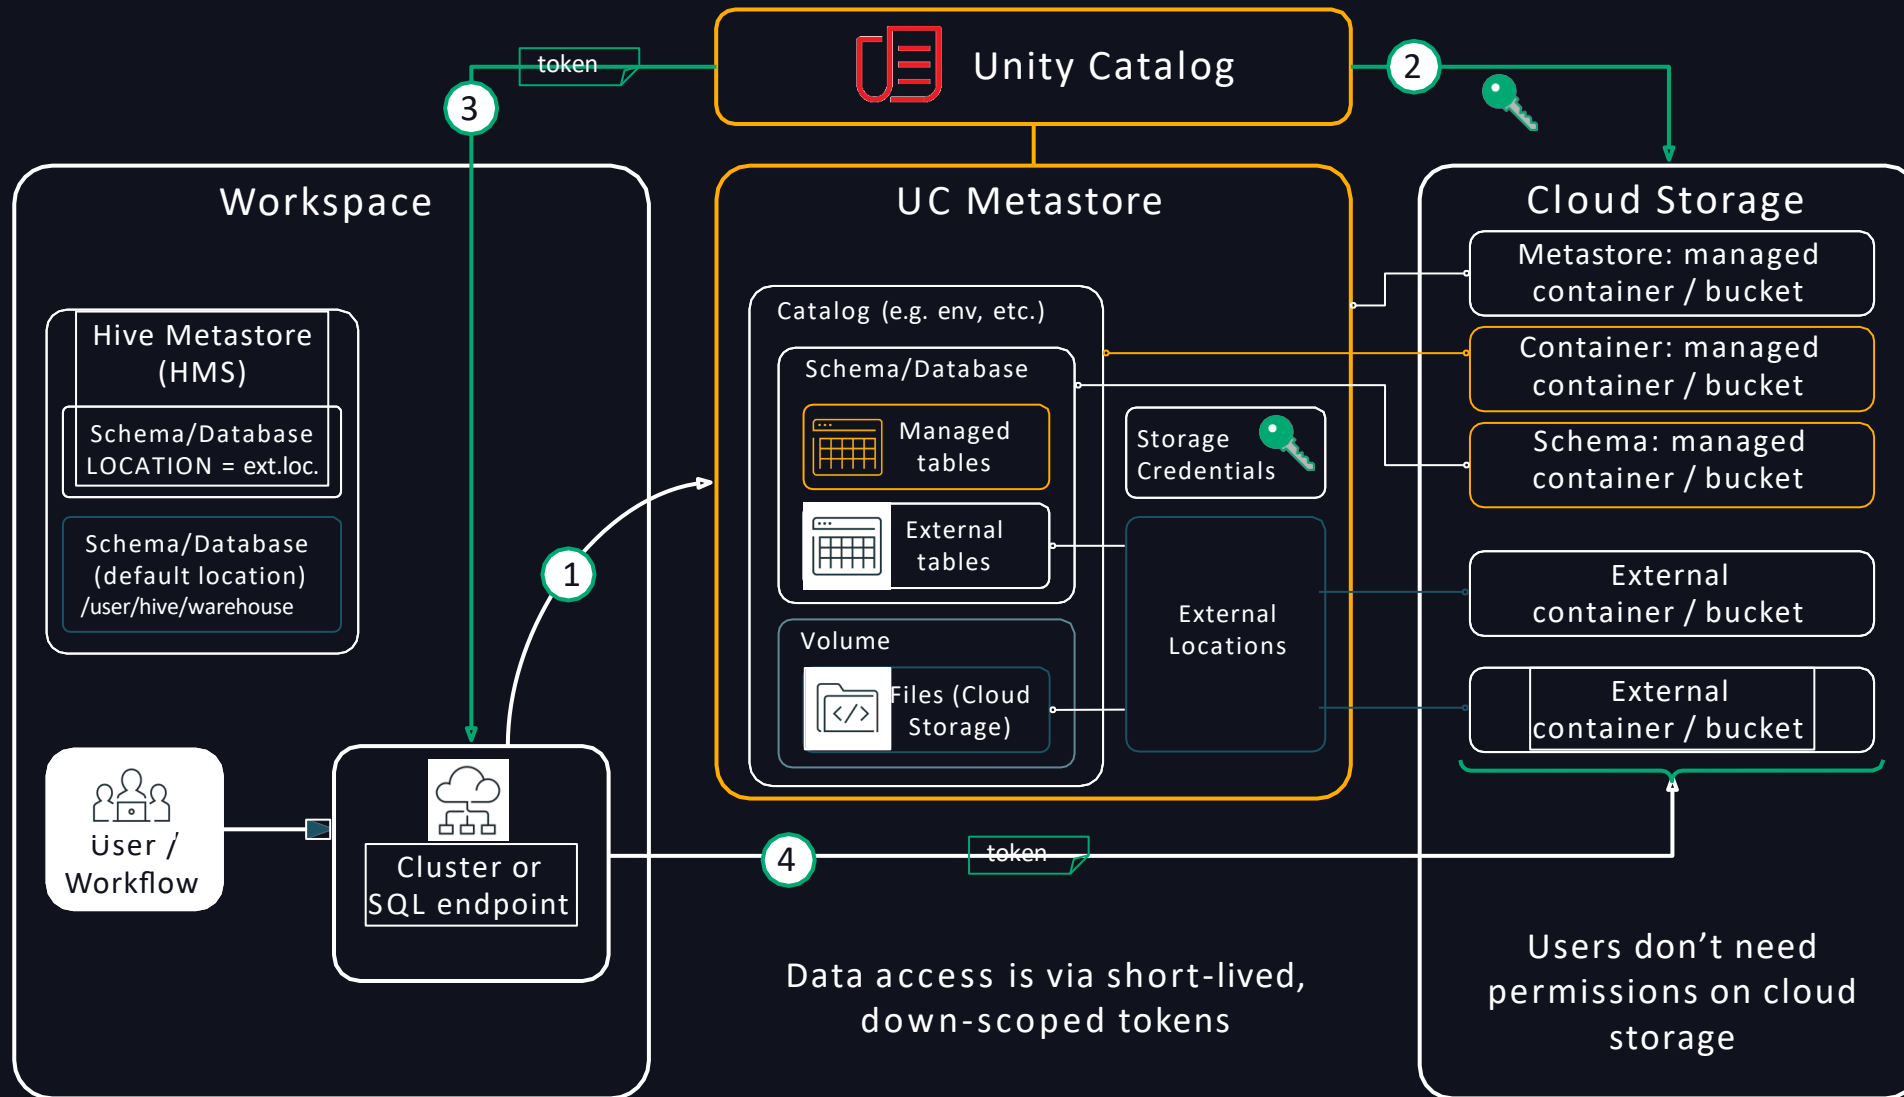 token
Unity Catalog
2
3
Workspace
UC Metastore
Cloud Storage
Hive Metastore
(HMS)
Schema/Database
LOCATION = ext.loc.
Schema/Database
(default location)
/user/hive/warehouse
1
User /
Workflow
Cluster or
SQL endpoint
Catalog (e.g. env, etc.)
Schema/Database
Managed
tables
External
tables
Volume
Files (Cloud
Storage)
Storage
Credentials
External
Locations
Metastore: managed
container / bucket
Container: managed
container / bucket
Schema: managed
container / bucket
External
container / bucket
External
container / bucket
4
token
Data access is via short-lived,
down-scoped tokens
Users don’t need
permissions on cloud
storage